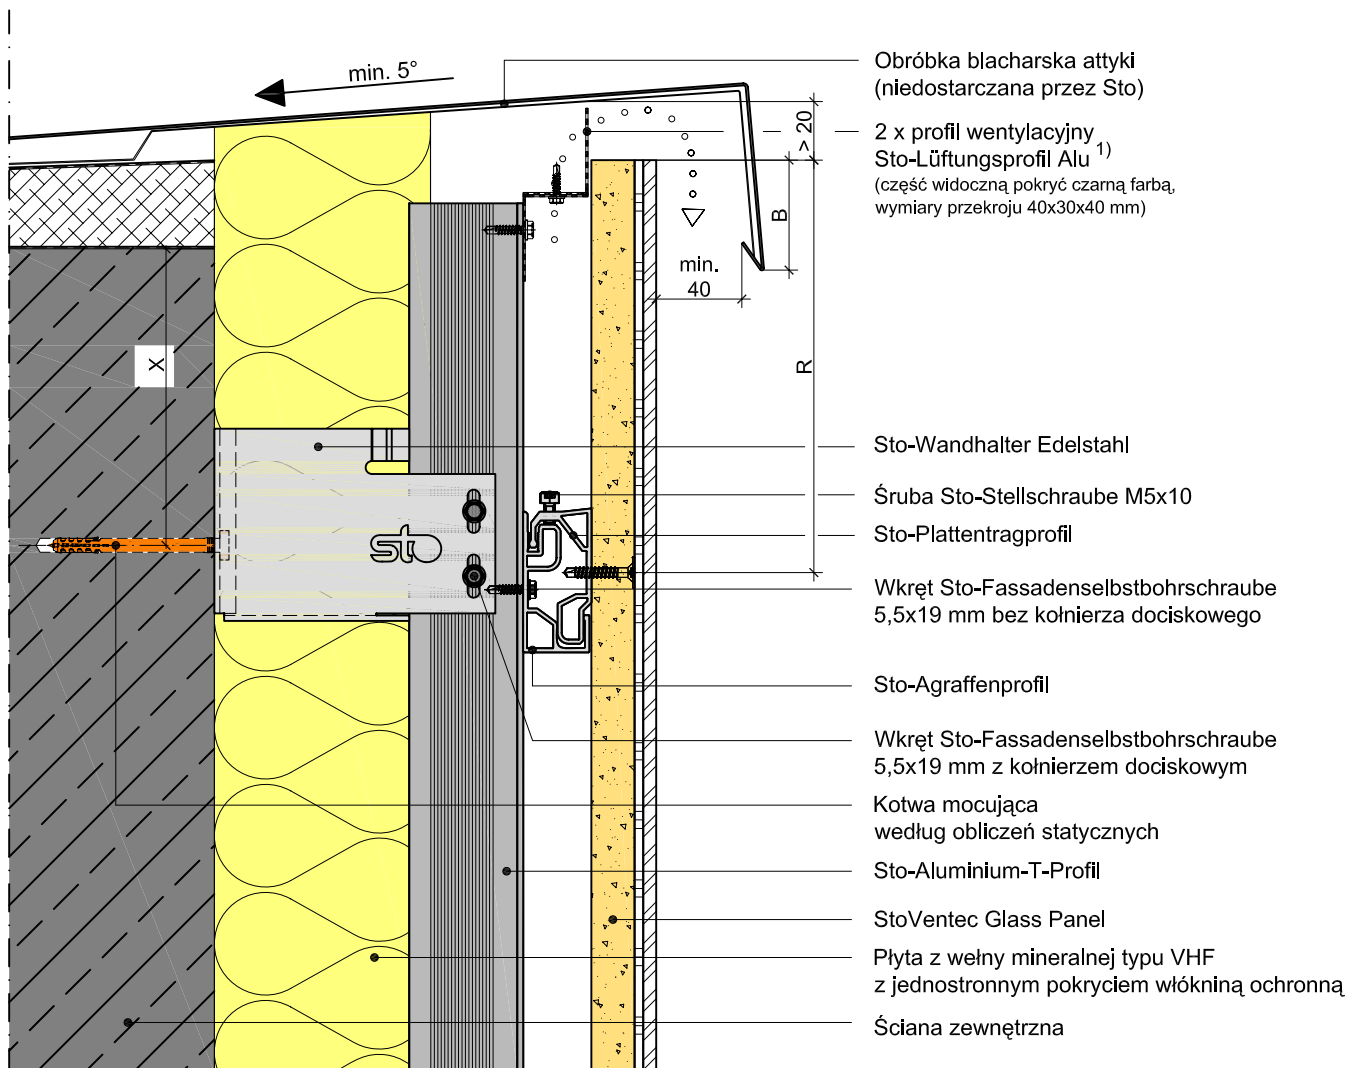 min. 5°
Obróbka blacharska attyki
(niedostarczana przez Sto)
> 20
2 x profil wentylacyjny
Sto-Lüftungsprofil Alu 1)
(część widoczną pokryć czarną farbą,
wymiary przekroju 40x30x40 mm)
B
min.
40
X
R
Sto-Wandhalter Edelstahl
Śruba Sto-Stellschraube M5x10
Sto-Plattentragprofil
sto
Wkręt Sto-Fassadenselbstbohrschraube
5,5x19 mm bez kołnierza dociskowego
Sto-Agraffenprofil
Wkręt Sto-Fassadenselbstbohrschraube
5,5x19 mm z kołnierzem dociskowym
Kotwa mocująca
według obliczeń statycznych
Sto-Aluminium-T-Profil
StoVentec Glass Panel
Płyta z wełny mineralnej typu VHF
z jednostronnym pokryciem włókniną ochronną
Ściana zewnętrzna